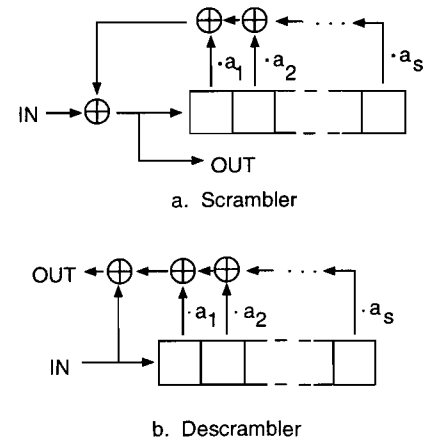 ·a1 ·a2 ·as
IN
OUT
a. Scrambler
OUT
·a1 ·a2 ·as
IN
b. Descrambler